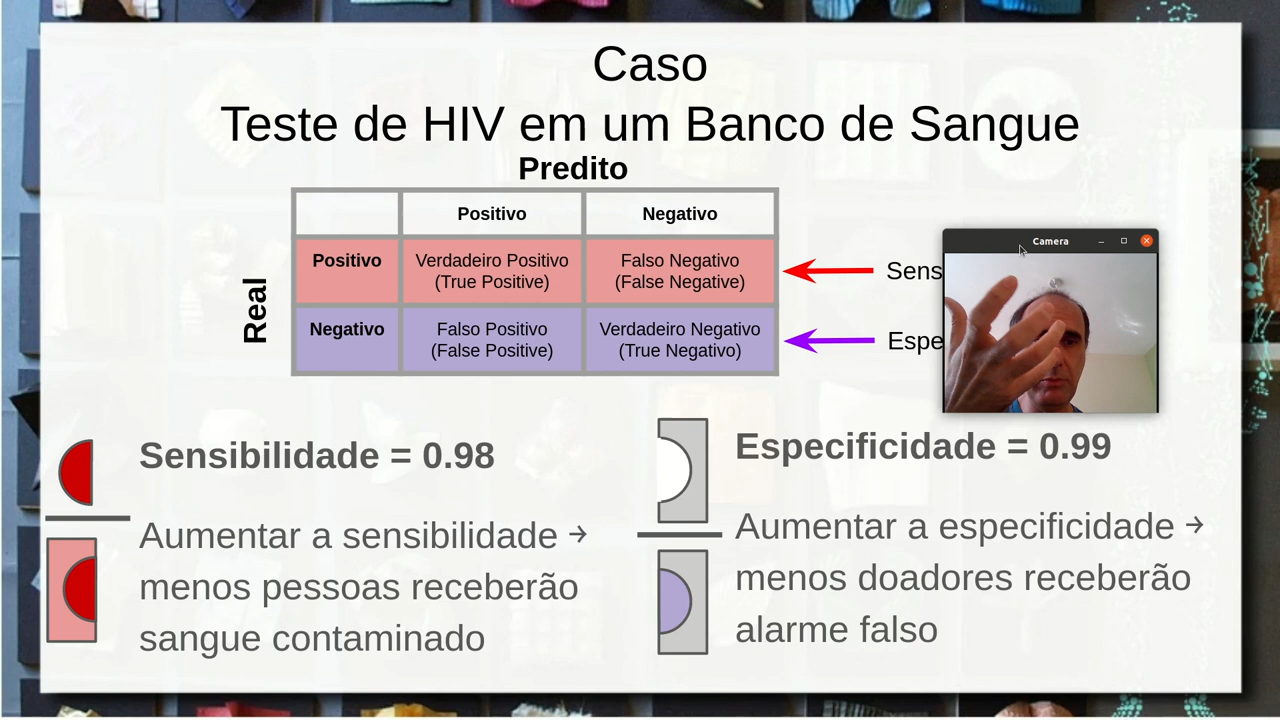 Caso
Teste de HIV em um Banco de Sangue
Predito
Positivo Negativo
Real
Positivo Verdadeiro Positivo Falso Negativo
(True Positive) (False Negative)
Negativo Falso Positivo Verdadeiro Negativo
(False Positive) (True Negativo)
Sens
Espe
Camera
Sensibilidade = 0.98
Aumentar a sensibilidade →
menos pessoas receberão
sangue contaminado
Especificidade = 0.99
Aumentar a especificidade →
menos doadores receberão
alarme falso